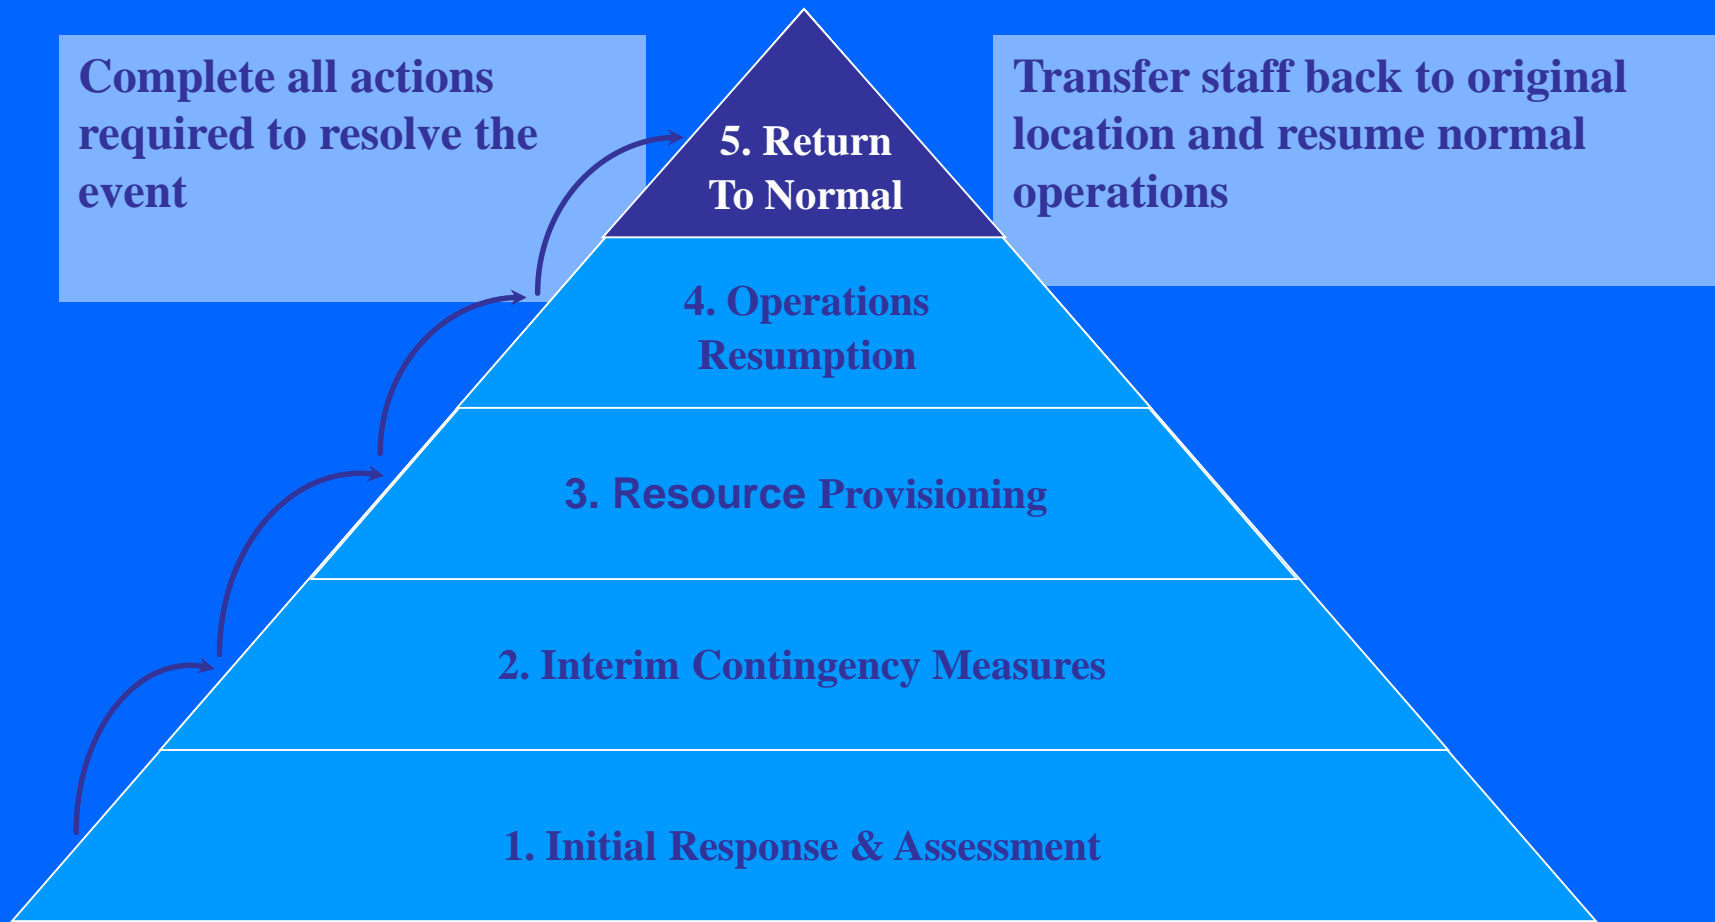 Complete all actions
required to resolve the
event
Transfer staff back to original
location and resume normal
operations
5. Return
To Normal
4. Operations
Resumption
3. Resource Provisioning
2. Interim Contingency Measures
1. Initial Response & Assessment